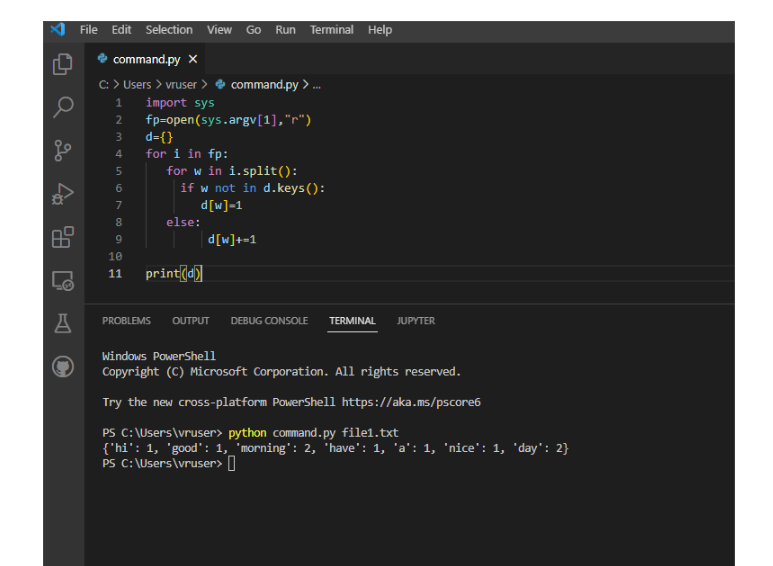 File Edit Selection View Go Run Terminal Help
command.py ×
C: > Users > vruser > command.py > ...
1 import sys
2 fp=open(sys.argv[1],"r")
3 d={}
4 for i in fp:
5 for w in i.split():
6 if w not in d.keys():
7 d[w]=1
8 else:
9 d[w]+=1
10
11 print(d)
PROBLEMS OUTPUT DEBUG CONSOLE TERMINAL JUPYTER
Windows PowerShell
Copyright (C) Microsoft Corporation. All rights reserved.
Try the new cross-platform PowerShell https://aka.ms/pscore6
PS C:\Users\vruser> python command.py file1.txt
{'hi': 1, 'good': 1, 'morning': 2, 'have': 1, 'a': 1, 'nice': 1, 'day': 2}
PS C:\Users\vruser>